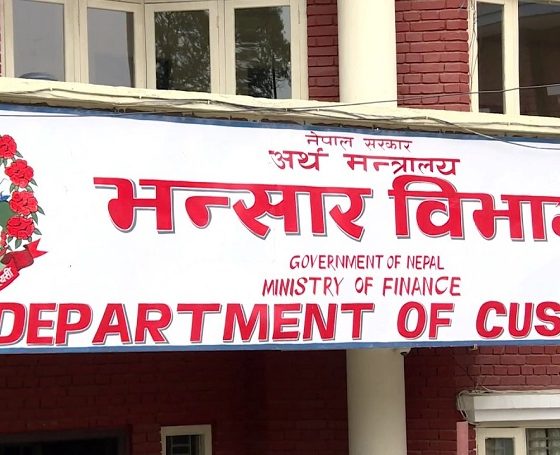 नेपाल सरकार
अर्थ मन्त्रालय
भन्सार विभा
GOVERNMENT OF NEPAL
MINISTRY OF FINANCE
DEPARTMENT OF CUS